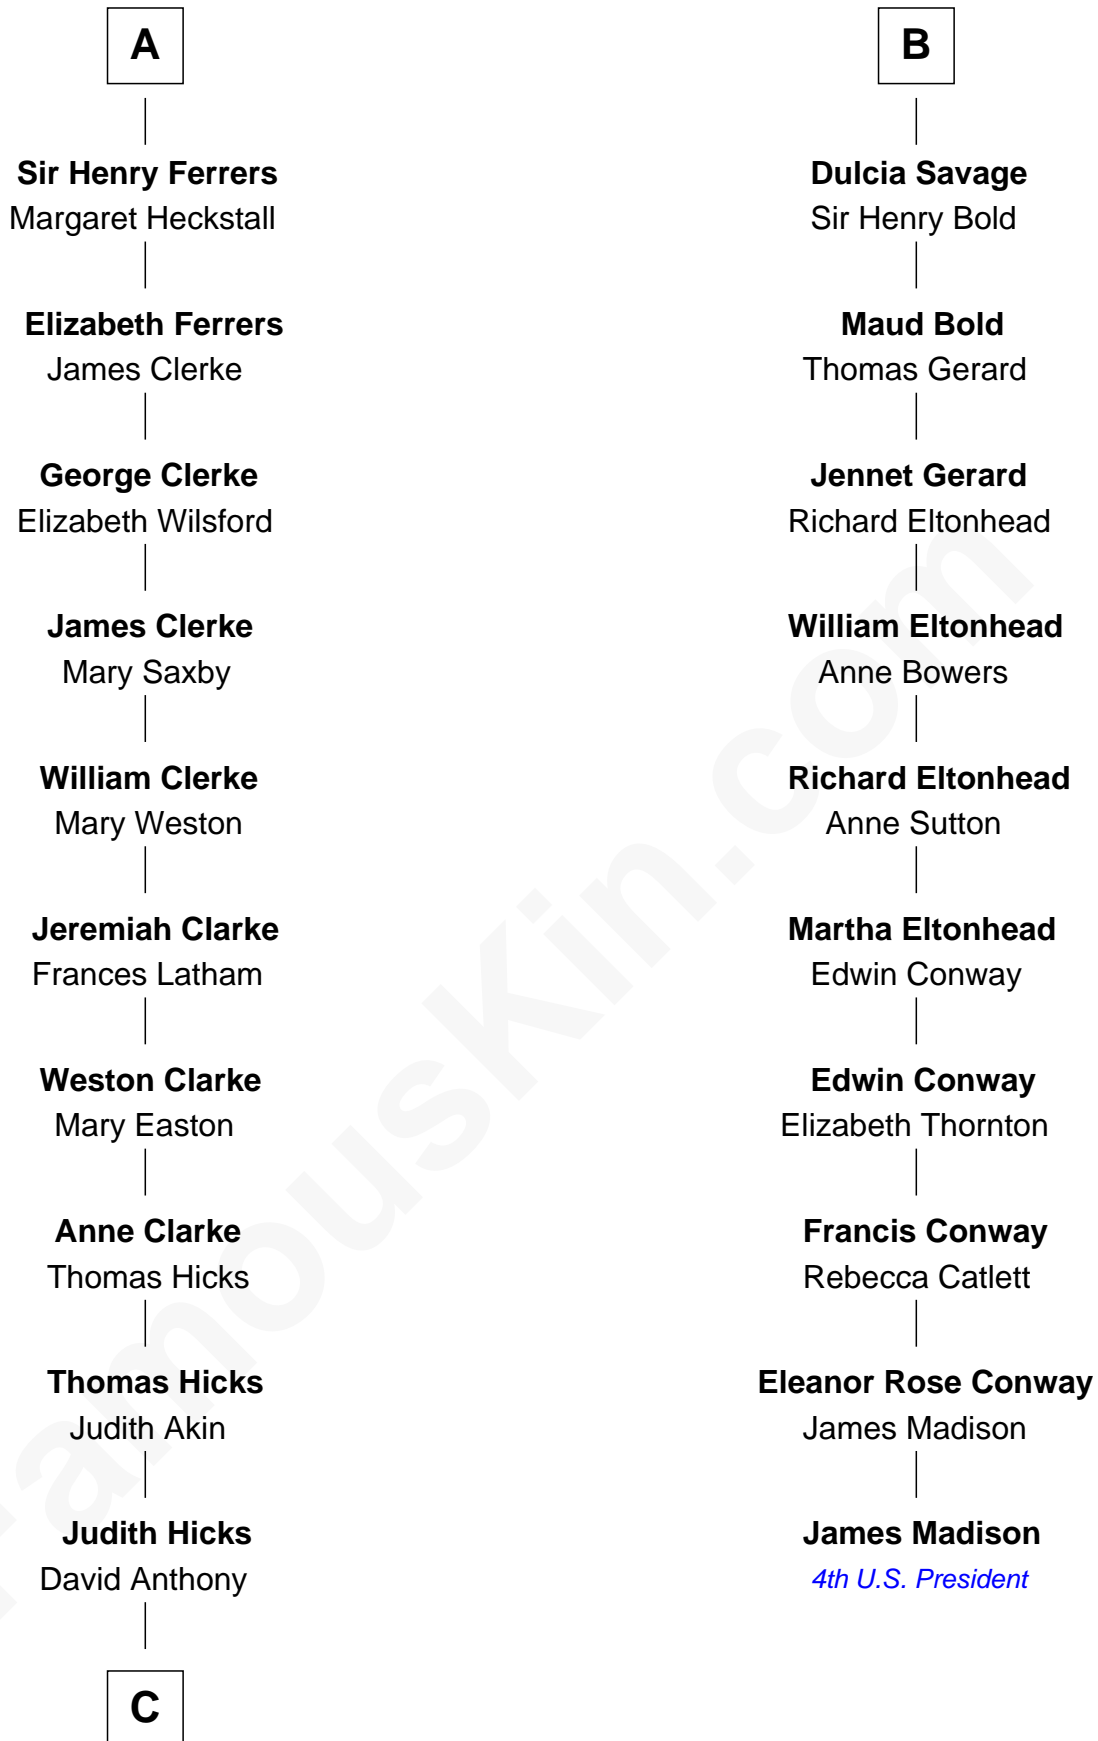 A
Sir Henry Ferrers
Margaret Heckstall
Elizabeth Ferrers
James Clerke
George Clerke
Elizabeth Wilsford
James Clerke
Mary Saxby
William Clerke
Mary Weston
Jeremiah Clarke
Frances Latham
Weston Clarke
Mary Easton
Anne Clarke
Thomas Hicks
Thomas Hicks
Judith Akin
Judith Hicks
David Anthony
C
B
Dulcia Savage
Sir Henry Bold
Maud Bold
Thomas Gerard
Jennet Gerard
Richard Eltonhead
William Eltonhead
Anne Bowers
Richard Eltonhead
Anne Sutton
Martha Eltonhead
Edwin Conway
Edwin Conway
Elizabeth Thornton
Francis Conway
Rebecca Catlett
Eleanor Rose Conway
James Madison
James Madison
4th U.S. President
FamousKin.com